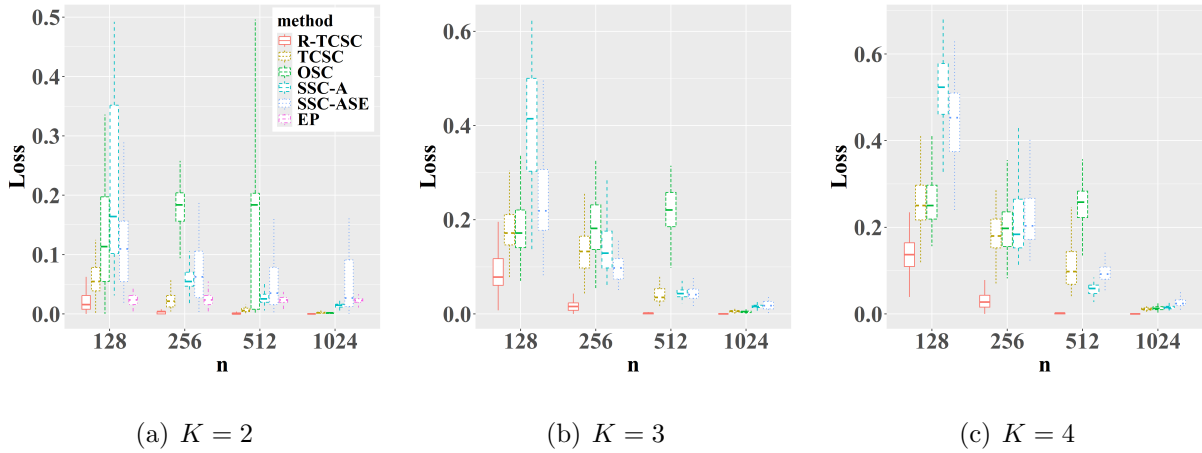 0.5
0.4
0.3
0.2
0.1
0.0
Loss
128
256
512
1024
n
method
R-TCSC
TCSC
OSC
SSC-A
SSC-ASE
EP
(a) K = 2
0.6
0.4
0.2
0.0
Loss
128
256
512
1024
n
(b) K = 3
0.6
0.4
0.2
0.0
Loss
128
256
512
1024
n
(c) K = 4